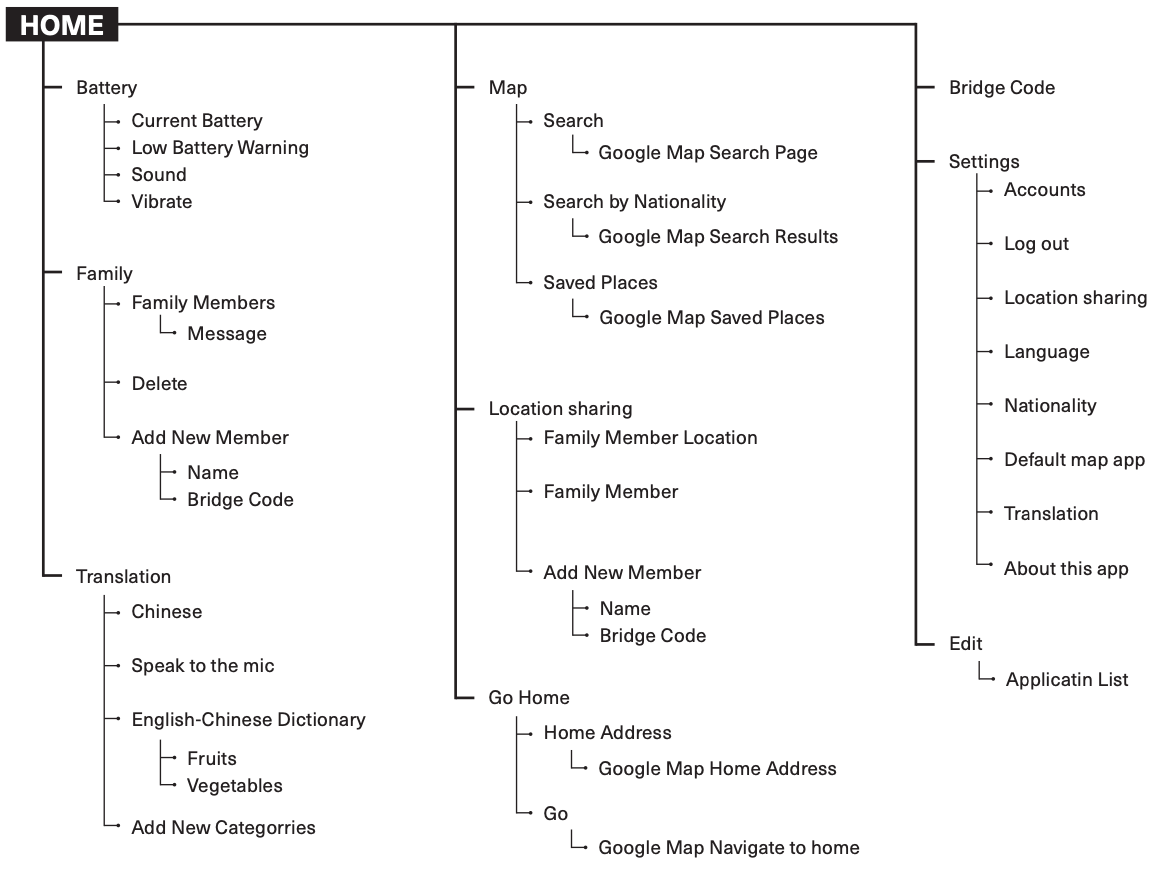 HOME
Battery
Current Battery
Low Battery Warning
Sound
Vibrate
Family
Family Members
Message
Delete
Add New Member
Name
Bridge Code
Translation
Chinese
Speak to the mic
English-Chinese Dictionary
Fruits
Vegetables
Add New Categorries
Map
Search
Google Map Search Page
Search by Nationality
Google Map Search Results
Saved Places
Google Map Saved Places
Location sharing
Family Member Location
Family Member
Add New Member
Name
Bridge Code
Go Home
Home Address
Google Map Home Address
Go
Google Map Navigate to home
Bridge Code
Settings
Accounts
Log out
Location sharing
Language
Nationality
Default map app
Translation
About this app
Edit
Applicatin List